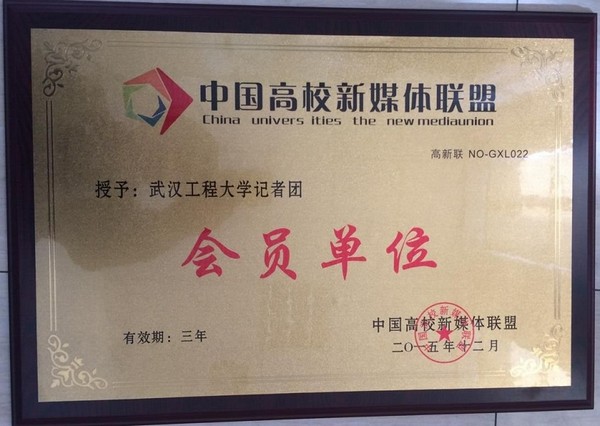 中国高校新媒体联盟
China univers ities the newmediaunion
高新联 NO-GXL022
授予：武汉工程大学记者团
会员单位
有效期：三年
中国高校新媒体联盟
二〇一五年十二月